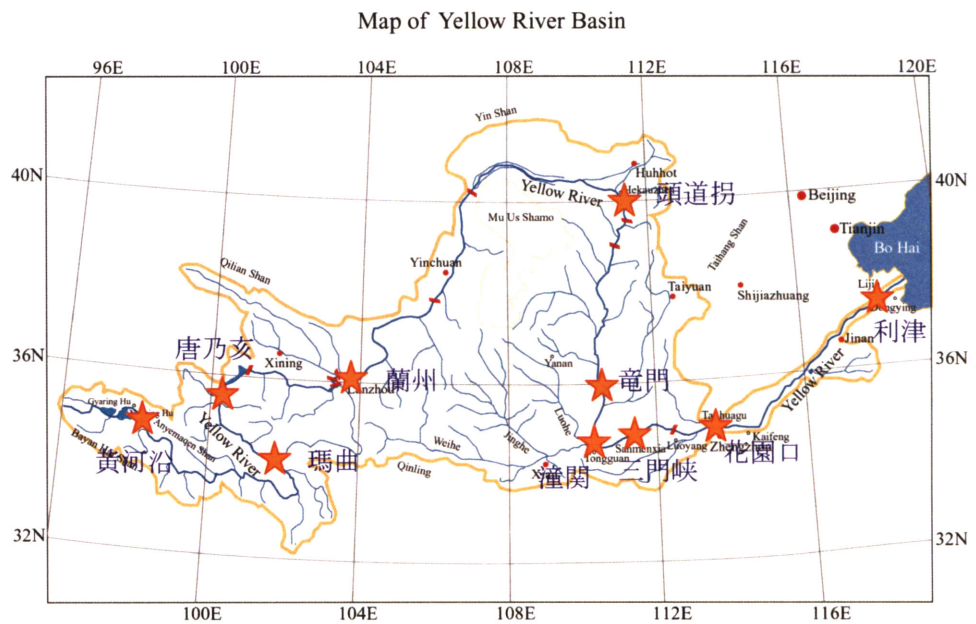 Map of Yellow River Basin
96E 100E 104E 108E 112E 116E 120E
Yin Shan
40N
40N
Huhhot
Yellow River
頭道拐
Beijing
Mu Us Shamo
Tianjin
Taihang Shan
Bo Hai
Qilian Shan
Yinchuan
Taiyuan
Shijiazhuang
利津
唐乃亥
Jinan
36N
36N
Xining
Yanan
蘭州
Lanzhou
竜門
Yellow River
Gyaring Hu
Hu
Anyemaqen Shan
Yellow River
Luohe
Weihe
Jinghe
Sanmenxia
Luoyang
Kaifeng
花園口
黄河沿
瑪曲
Qinling
Tongguan
潼関
三門峡
32N
32N
100E 104E 108E 112E 116E